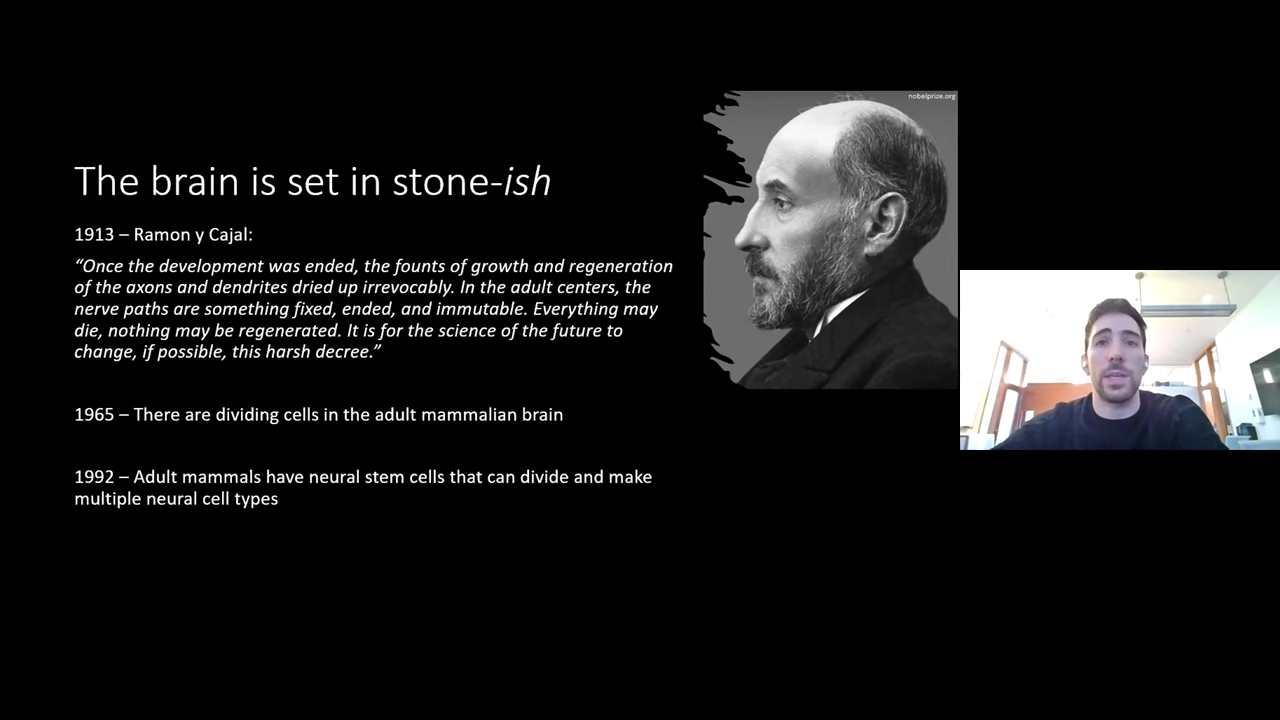 nobelprize.org
The brain is set in stone-ish
1913 – Ramon y Cajal:
“Once the development was ended, the founts of growth and regeneration
of the axons and dendrites dried up irrevocably. In the adult centers, the
nerve paths are something fixed, ended, and immutable. Everything may
die, nothing may be regenerated. It is for the science of the future to
change, if possible, this harsh decree.”
1965 – There are dividing cells in the adult mammalian brain
1992 – Adult mammals have neural stem cells that can divide and make
multiple neural cell types